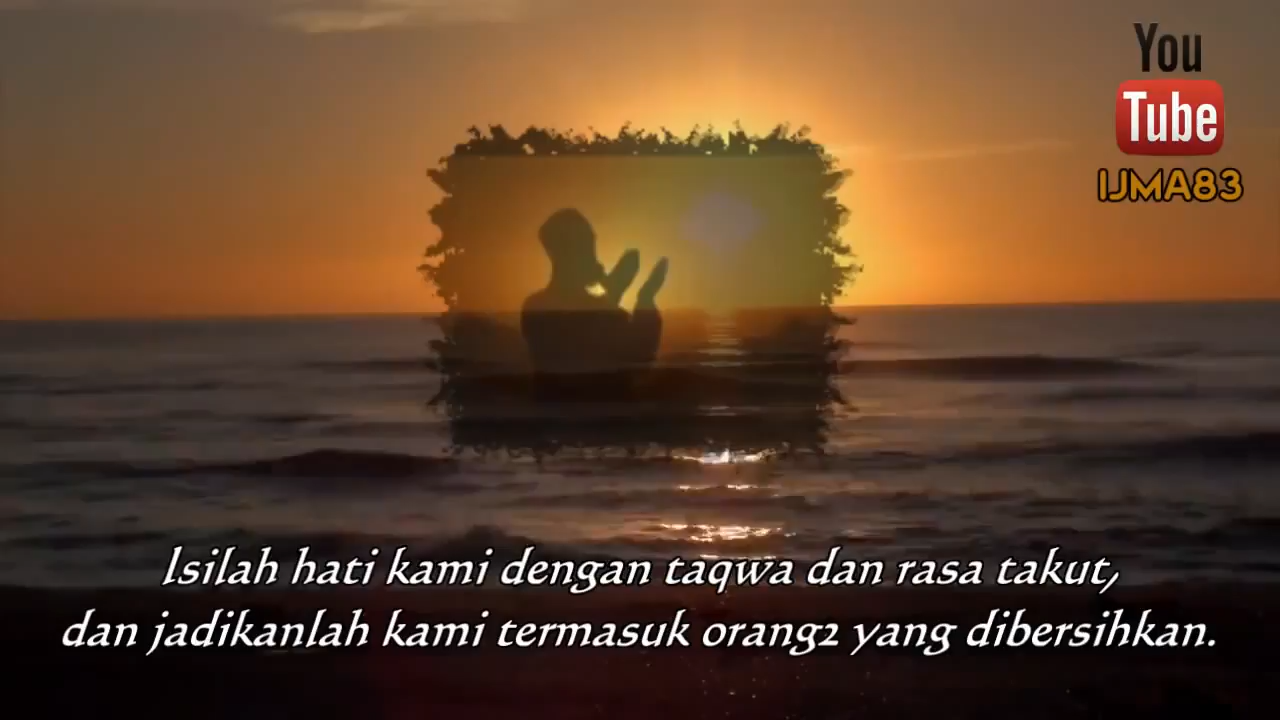 You
Tube
IJMA83
Isilah hati kami dengan taqwa dan rasa takut,
dan jadikanlah kami termasuk orang2 yang dibersihkan.